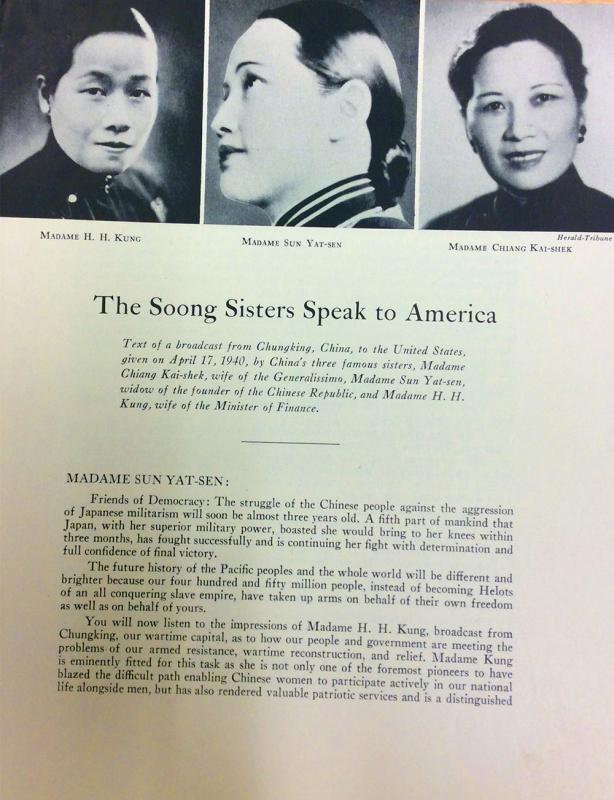 MADAME H. H. KUNG
MADAME SUN YAT-SEN
Herald-Tribune
MADAME CHIANG KAI-SHEK
The Soong Sisters Speak to America
Text of a broadcast from Chungking, China, to the United States,
given on April 17, 1940, by China's three famous sisters, Madame
Chiang Kai-shek, wife of the Generalissimo, Madame Sun Yat-sen,
widow of the founder of the Chinese Republic, and Madame H. H.
Kung, wife of the Minister of Finance.
MADAME SUN YAT-SEN:
Friends of Democracy: The struggle of the Chinese people against the aggression
of Japanese militarism will soon be almost three years old. A fifth part of mankind that
Japan, with her superior military power, boasted she would bring to her knees within
three months, has fought successfully and is continuing her fight with determination and
full confidence of final victory.
The future history of the Pacific peoples and the whole world will be different and
brighter because our four hundred and fifty million people, instead of becoming Helots
of an all conquering slave empire, have taken up arms on behalf of their own freedom
as well as on behalf of yours.
You will now listen to the impressions of Madame H. H. Kung, broadcast from
Chungking, our wartime capital, as to how our people and government are meeting the
problems of our armed resistance, wartime reconstruction, and relief. Madame Kung
is eminently fitted for this task as she is not only one of the foremost pioneers to have
blazed the difficult path enabling Chinese women to participate actively in our national
life alongside men, but has also rendered valuable patriotic services and is a distinguished